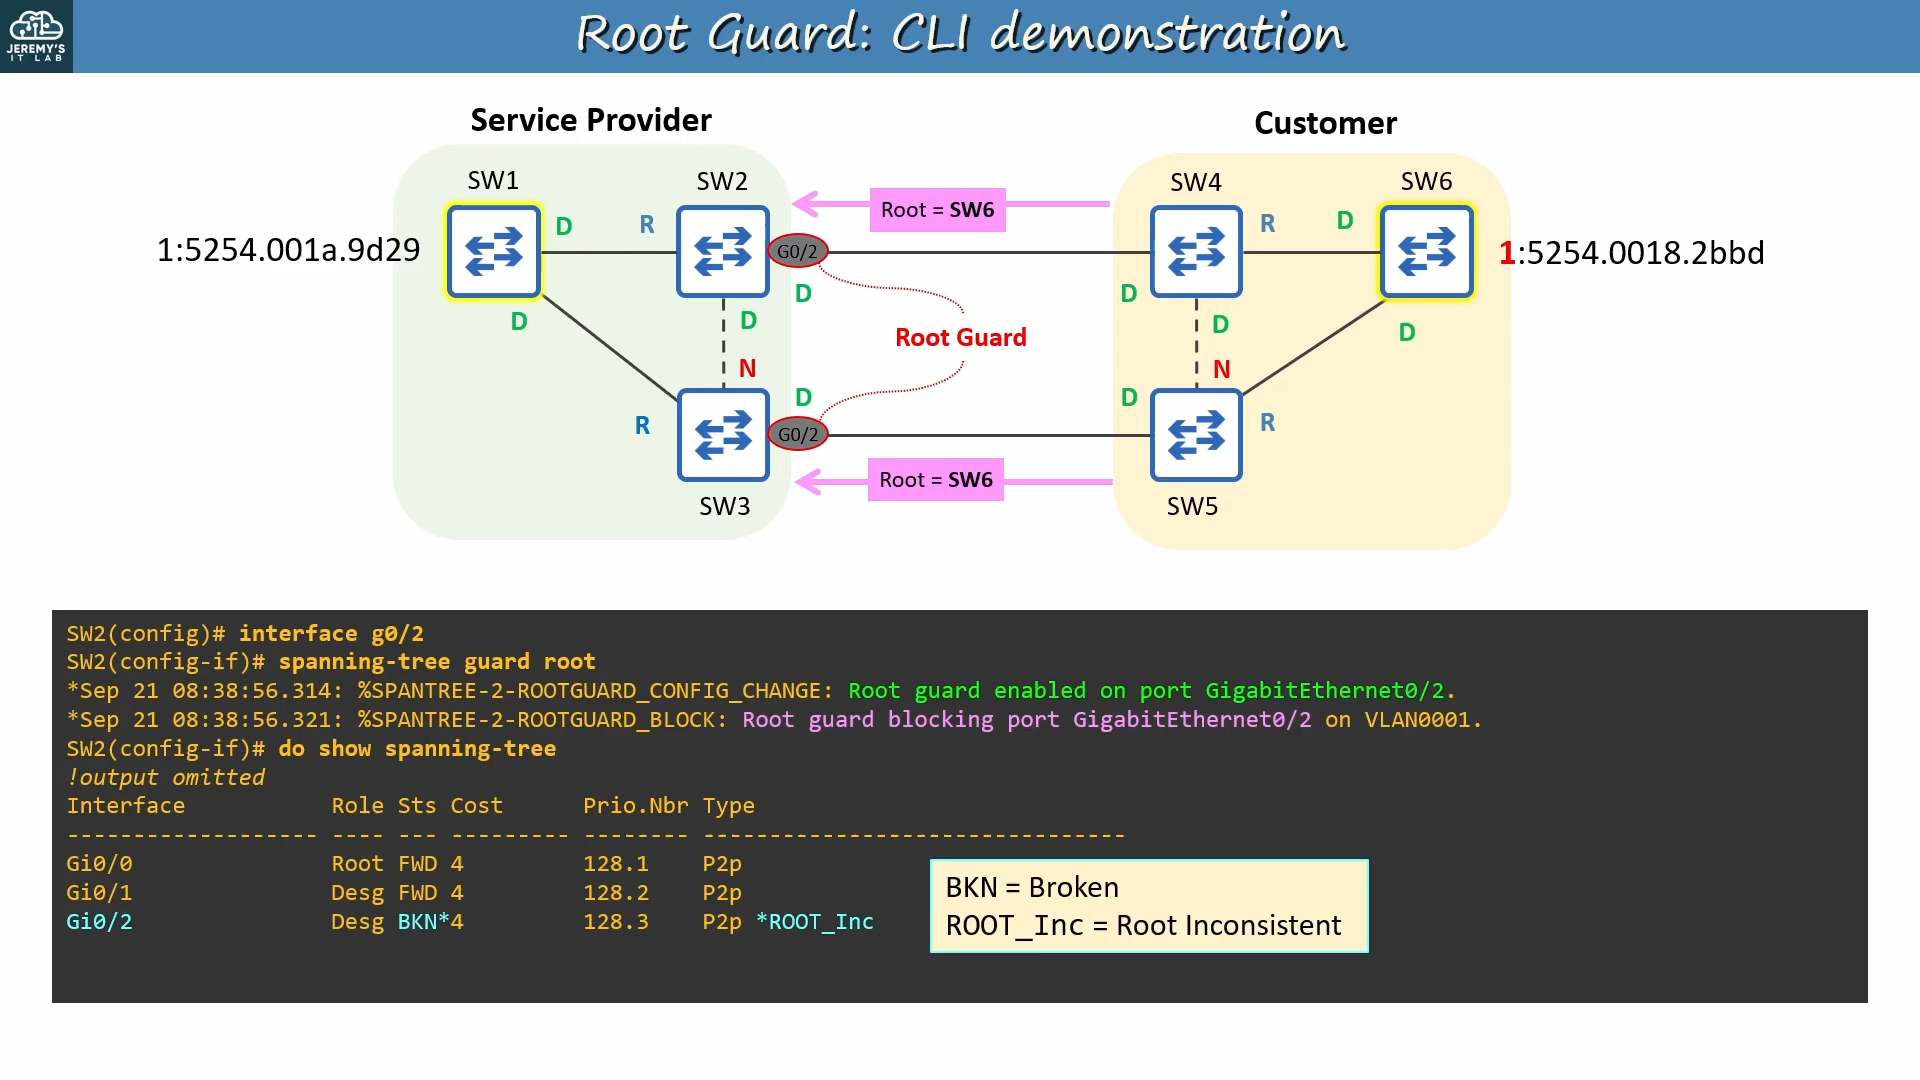 JEREMY'S
IT LAB
Root Guard: CLI demonstration
Service Provider
Customer
SW1
SW2
SW4
SW6
Root = SW6
D
R
R
D
1:5254.001a.9d29
G0/2
1:5254.0018.2bbd
D
D
D
D
D
D
Root Guard
N
N
D
D
R
R
G0/2
Root = SW6
SW3
SW5
SW2(config)# interface g0/2
SW2(config-if)# spanning-tree guard root
*Sep 21 08:38:56.314: %SPANTREE-2-ROOTGUARD_CONFIG_CHANGE: Root guard enabled on port GigabitEthernet0/2.
*Sep 21 08:38:56.321: %SPANTREE-2-ROOTGUARD_BLOCK: Root guard blocking port GigabitEthernet0/2 on VLAN0001.
SW2(config-if)# do show spanning-tree
!output omitted
Interface Role Sts Cost Prio.Nbr Type
------------------- ---- --- --------- -------- --------------------------------
Gi0/0 Root FWD 4 128.1 P2p
Gi0/1 Desg FWD 4 128.2 P2p
Gi0/2 Desg BKN*4 128.3 P2p *ROOT_Inc
BKN = Broken
ROOT_Inc = Root Inconsistent